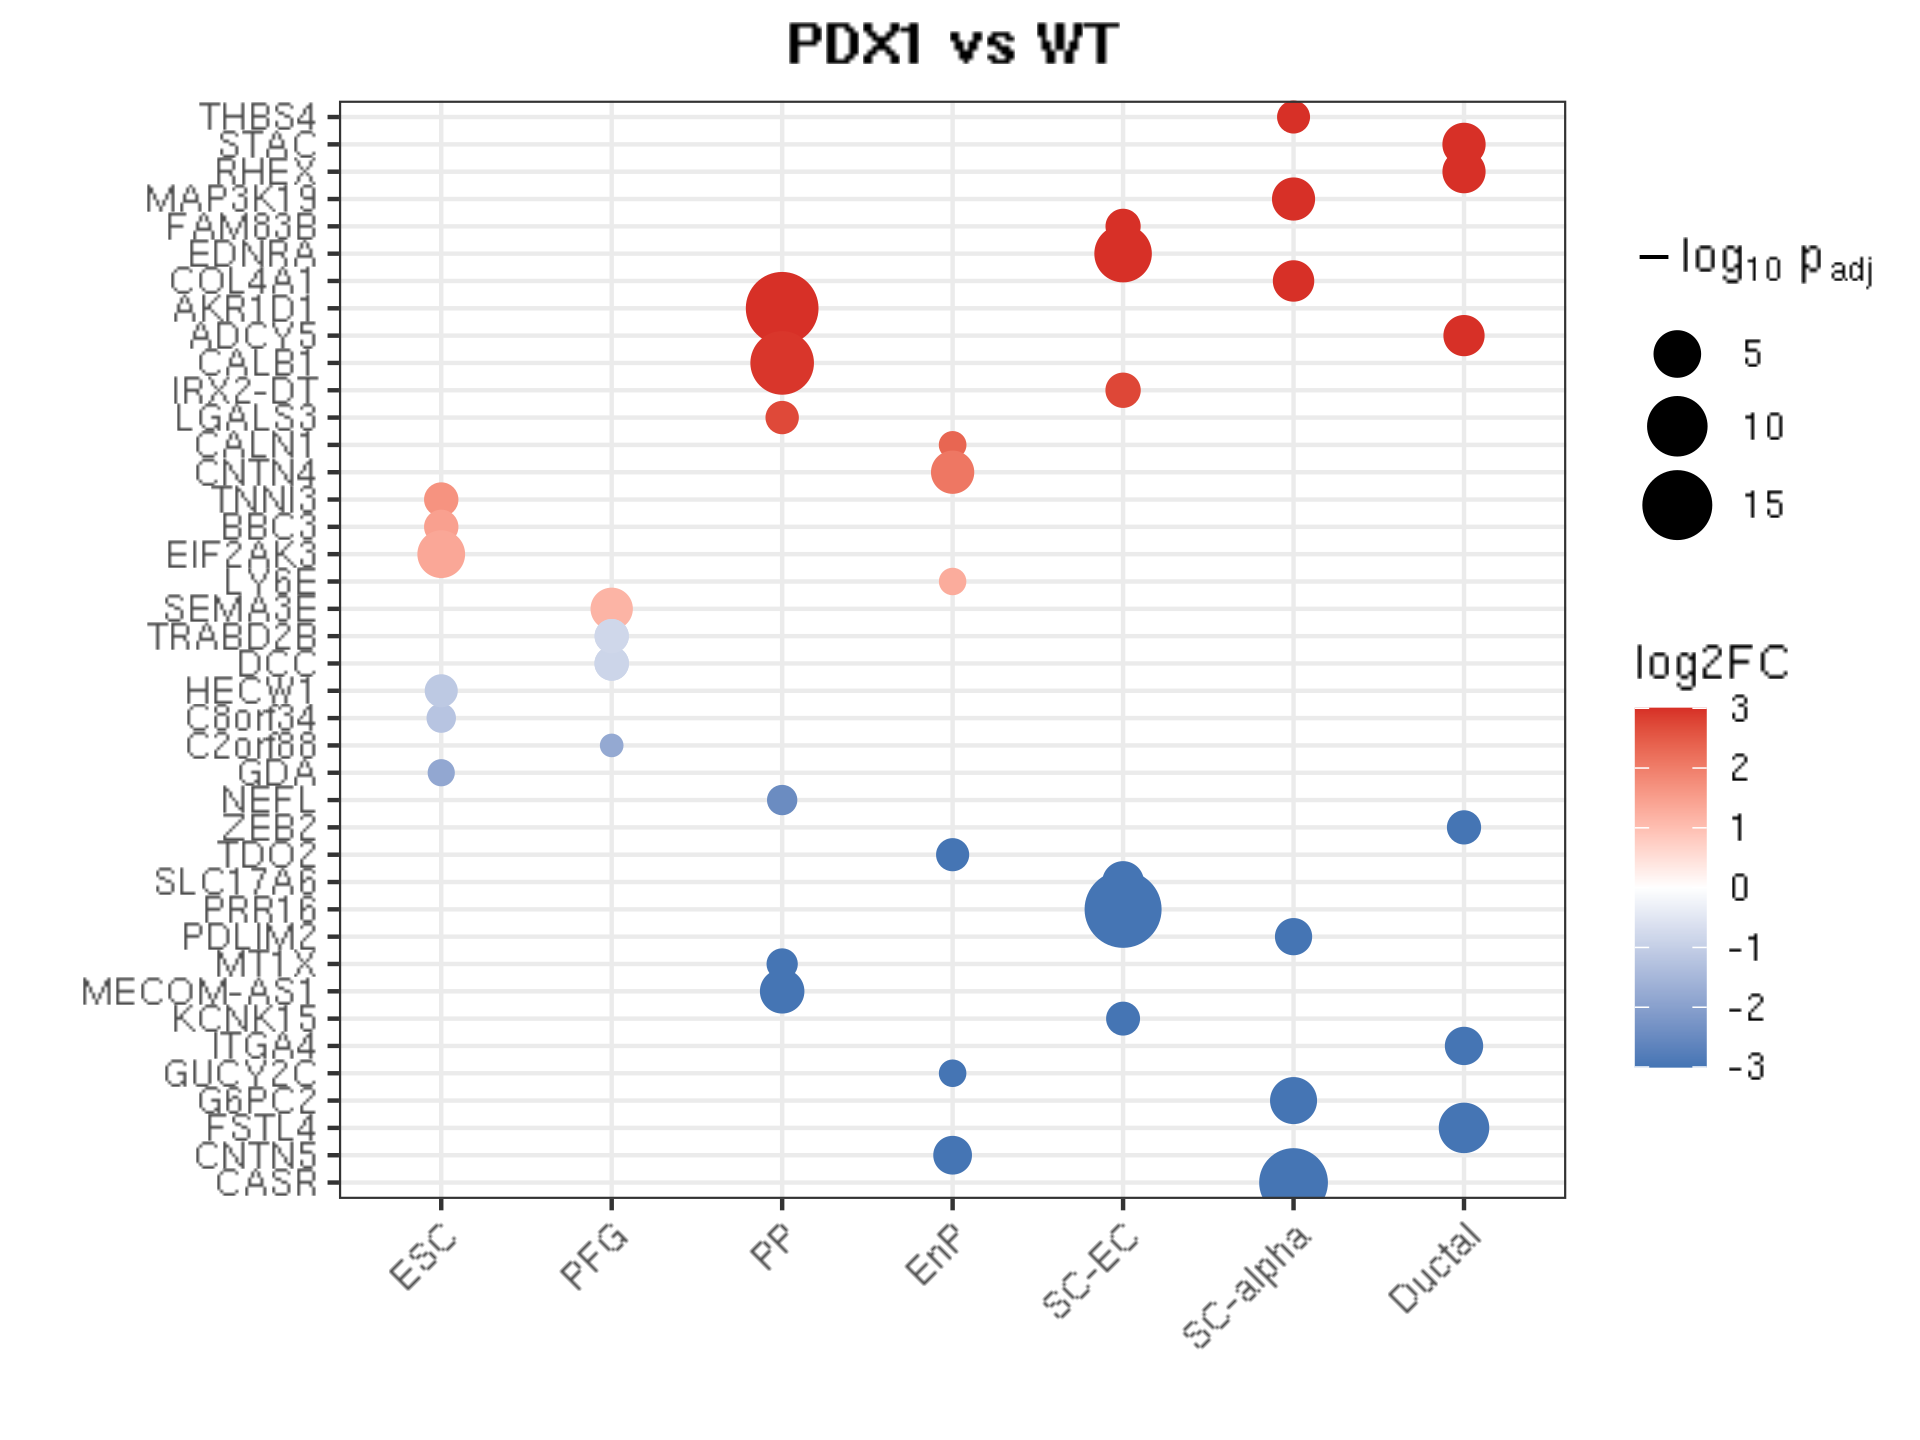 PDX1 vs WT
THBS4
STAC
RHEX
MAP3K19
FAM83B
EDNRA
COL4A1
AKR1D1
ADCY5
CALB1
IRX2-DT
LGALS3
CALN1
CNTN4
TNNI3
BBC3
EIF2AK3
LY6E
SEMA3E
TRABD2B
DCC
HECW1
C8orf34
C2orf88
GDA
NEFL
ZEB2
TDO2
SLC17A6
PRR16
PDLIM2
MT1X
MECOM-AS1
KCNK15
ITGA4
GUCY2C
G6PC2
FSTL4
CNTN5
CASR
ESC
PFG
PP
EnP
SC-EC
SC-alpha
Ductal
−log10 padj
5
10
15
log2FC
3
2
1
0
-1
-2
-3